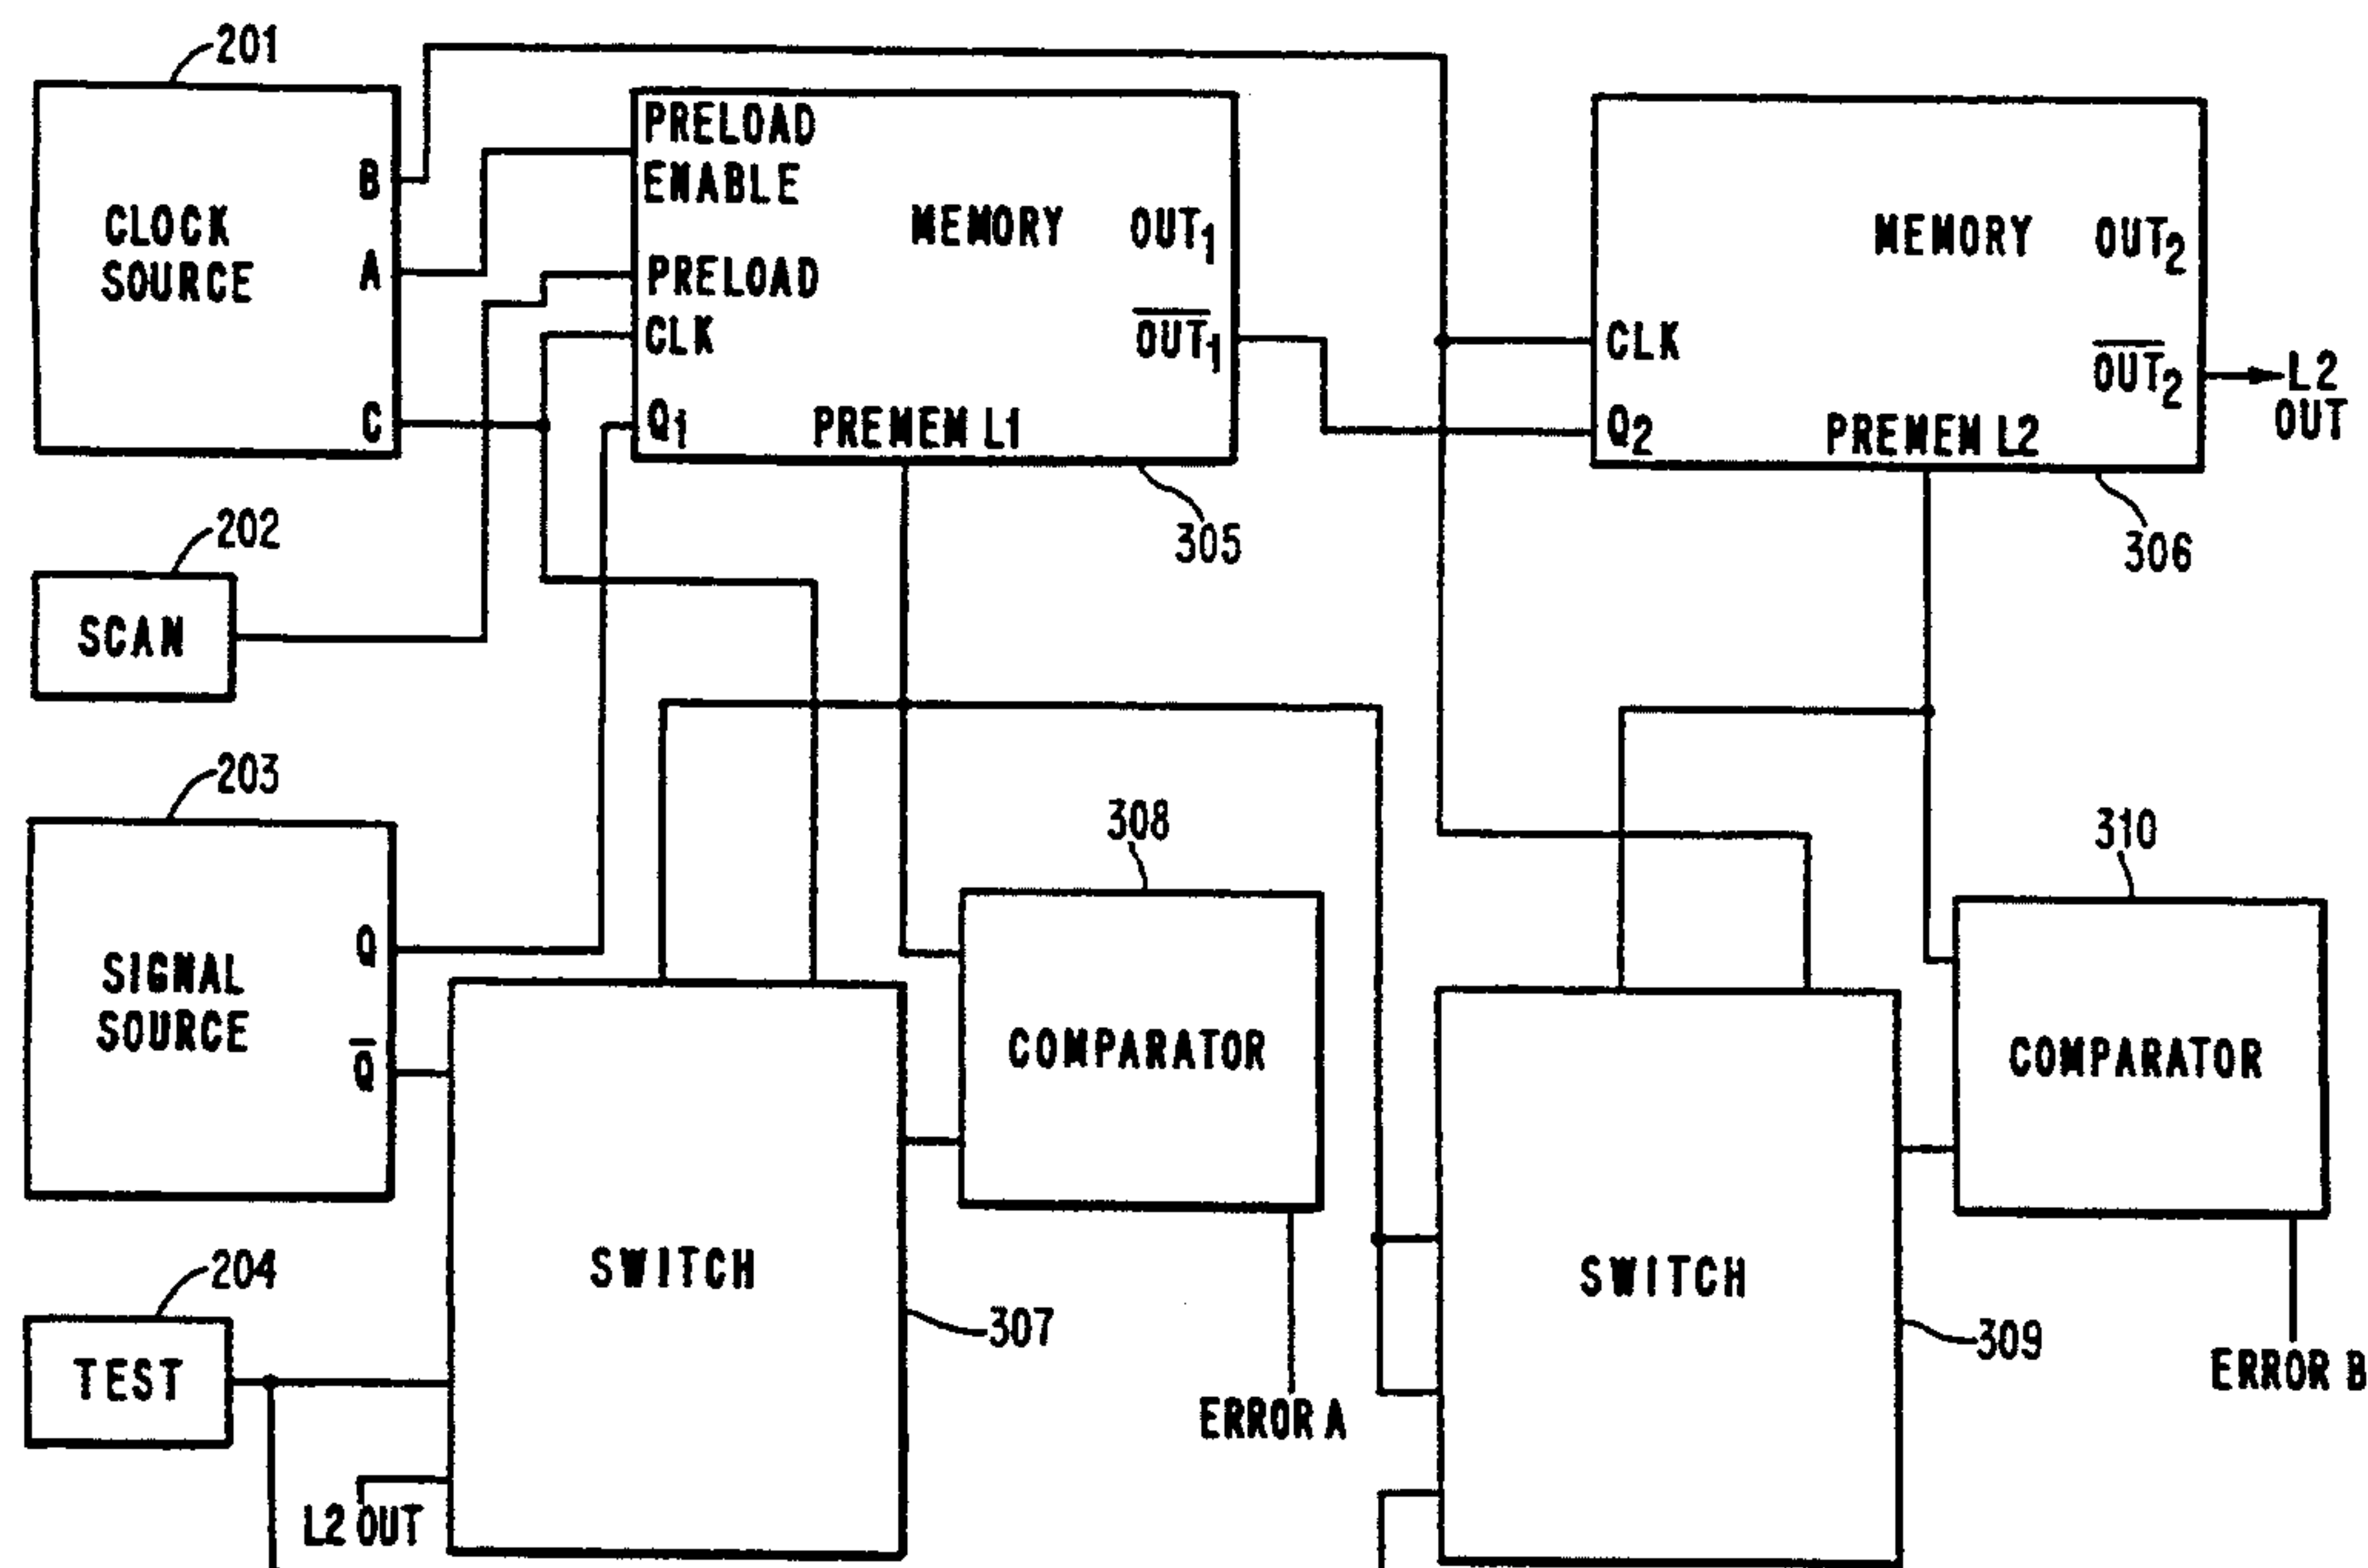 201
CLOCK
SOURCE
B
A
C
PRELOAD
ENABLE
PRELOAD
CLK
Q1
MEMORY
OUT1
OUT1
PREMEM L1
305
MEMORY
OUT2
CLK
OUT2
Q2
PREMEM L2
L2
OUT
306
202
SCAN
203
SIGNAL
SOURCE
Q
Q
308
COMPARATOR
310
COMPARATOR
204
TEST
SWITCH
307
SWITCH
309
ERROR A
ERROR B
L2 OUT